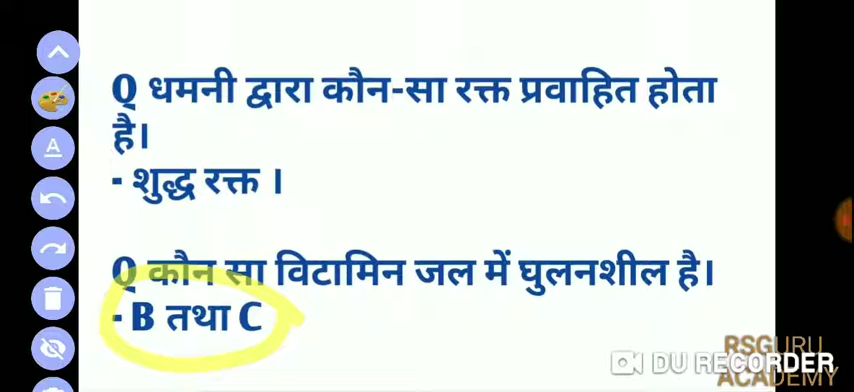 Q धमनी द्वारा कौन-सा रक्त प्रवाहित होता
है।
- शुद्ध रक्त ।
Q कौन सा विटामिन जल में घुलनशील है।
- B तथा C
A
RSGURU
DU RECORDER
ACADEMY